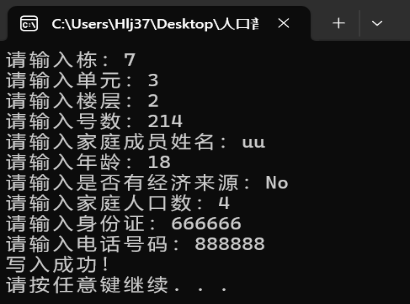 C:\Users\Hlj37\Desktop\人口普
请输入栋: 7
请输入单元: 3
请输入楼层: 2
请输入号数: 214
请输入家庭成员姓名: uu
请输入年龄: 18
请输入是否有经济来源: No
请输入家庭人口数: 4
请输入身份证: 666666
请输入电话号码: 888888
写入成功!
请按任意键继续. . .